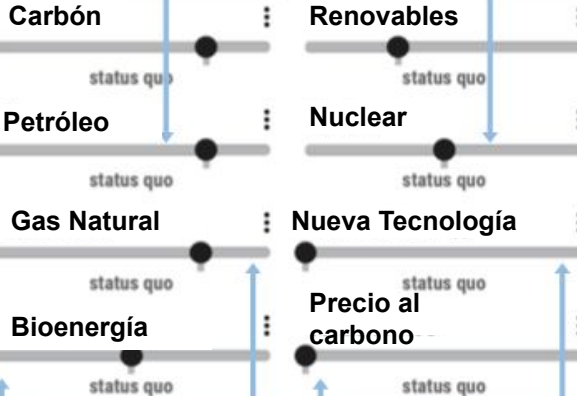 Carbón
Renovables
status quo
status quo
Petróleo
Nuclear
status quo
status quo
Gas Natural
Nueva Tecnología
status quo
status quo
Bioenergía
Precio al
carbono
status quo
status quo